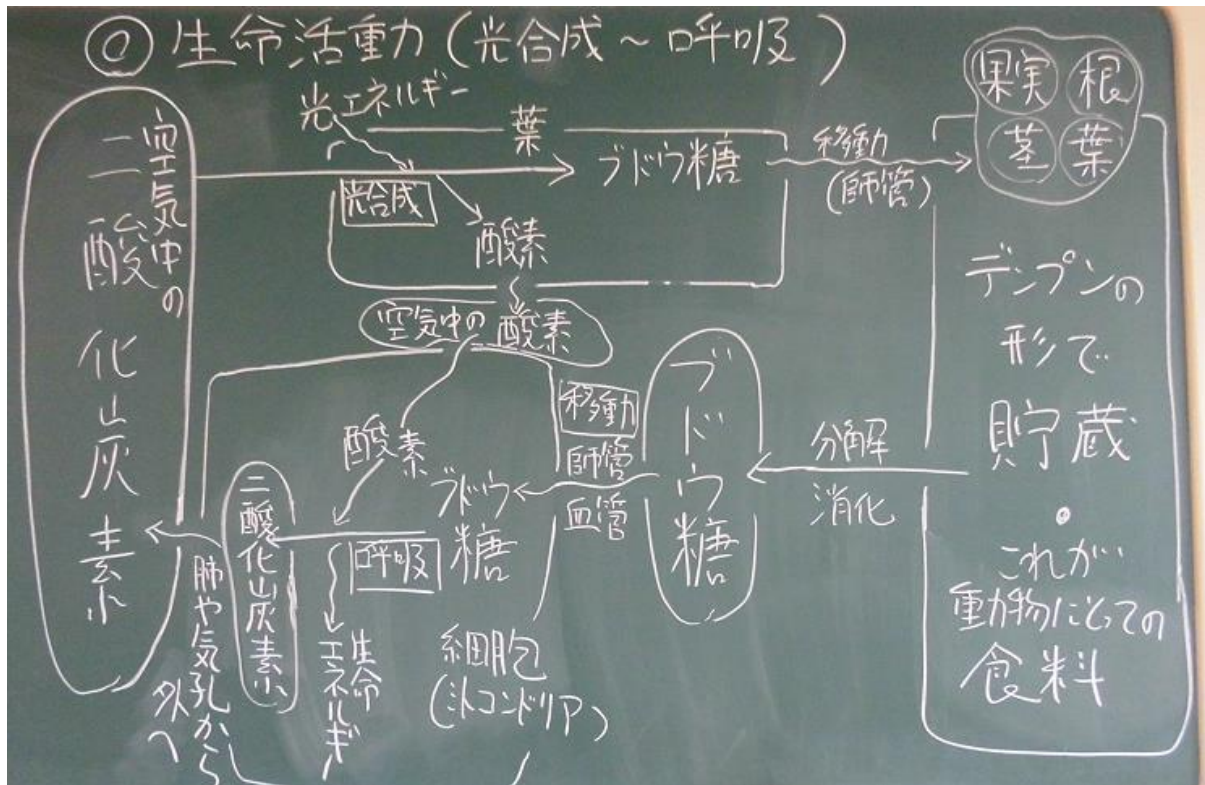 ◎ 生命活動力(光合成～呼吸)
空気中の
二酸化炭素
光エネルギー
葉
光合成
ブドウ糖
酸素
移動
(師管)
果実 根
茎 葉
デンプンの
形で
貯蔵
・
これが
動物にとっての
食料
空気中の酸素
分解
消化
ブドウ糖
移動
師管
血管
酸素
ブドウ
糖
呼吸
二酸化炭素
生命
エネルギ
細胞
(ミトコンドリア)
肺や気孔から
外へ